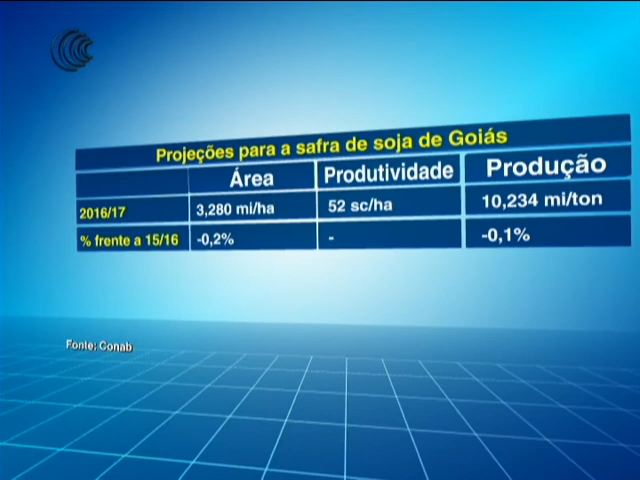 Projeções para a safra de soja de Goiás
Área Produtividade Produção
2016/17 3,280 mi/ha 52 sc/ha 10,234 mi/ton
% frente a 15/16 -0,2% - -0,1%
Fonte: Conab